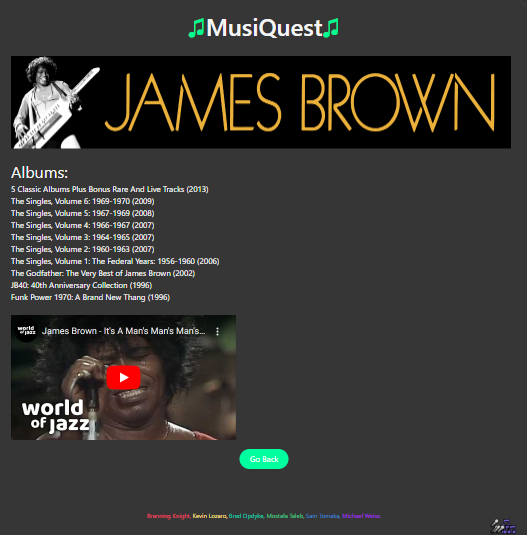 ♫MusiQuest♫
JAMES BROWN
Albums:
5 Classic Albums Plus Bonus Rare And Live Tracks (2013)
The Singles, Volume 6: 1969-1970 (2009)
The Singles, Volume 5: 1967-1969 (2008)
The Singles, Volume 4: 1966-1967 (2007)
The Singles, Volume 3: 1964-1965 (2007)
The Singles, Volume 2: 1960-1963 (2007)
The Singles, Volume 1: The Federal Years: 1956-1960 (2006)
The Godfather: The Very Best of James Brown (2002)
JB40: 40th Anniversary Collection (1996)
Funk Power 1970: A Brand New Thang (1996)
world of jazz James Brown - It's A Man's Man's Man's...
world
of jazz
Go Back
Branning Knight, Kevin Lozano, Brad Opdyke, Mostafa Taleb, Sam Tomaka, Michael Weiss.